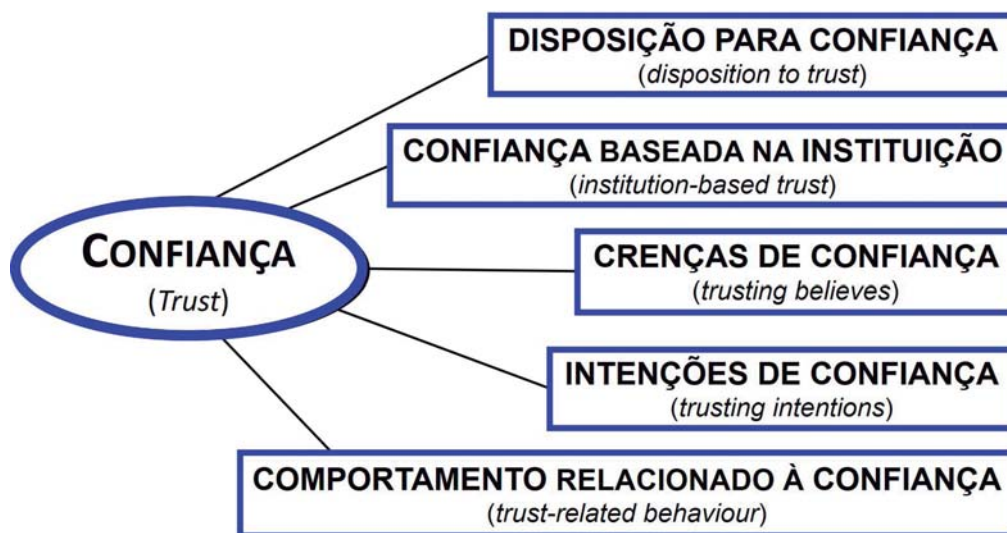 DISPOSIÇÃO PARA CONFIANÇA
(disposition to trust)
CONFIANÇA BASEADA NA INSTITUIÇÃO
(institution-based trust)
CONFIANÇA
(Trust)
CRENÇAS DE CONFIANÇA
(trusting believes)
INTENÇÕES DE CONFIANÇA
(trusting intentions)
COMPORTAMENTO RELACIONADO À CONFIANÇA
(trust-related behaviour)